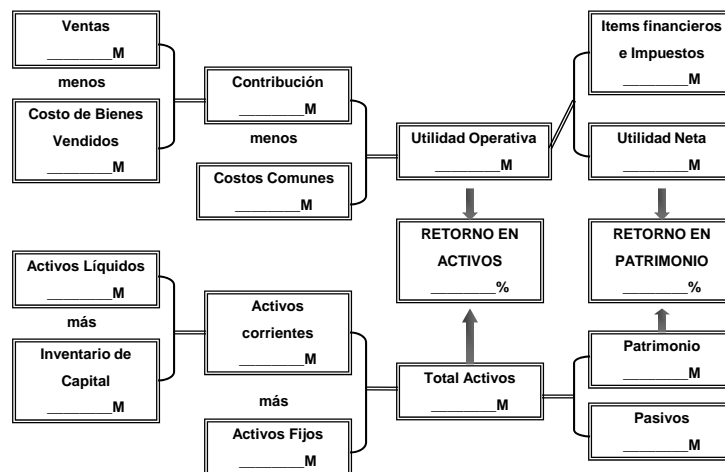 Ventas
________M
menos
Costo de Bienes
Vendidos
________M
Contribución
________M
menos
Costos Comunes
________M
Utilidad Operativa
________M
Items financieros
e Impuestos
________M
Utilidad Neta
________M
RETORNO EN
ACTIVOS
________%
RETORNO EN
PATRIMONIO
________%
Activos Líquidos
________M
más
Inventario de
Capital
________M
Activos
corrientes
________M
más
Activos Fijos
________M
Total Activos
________M
Patrimonio
________M
Pasivos
________M